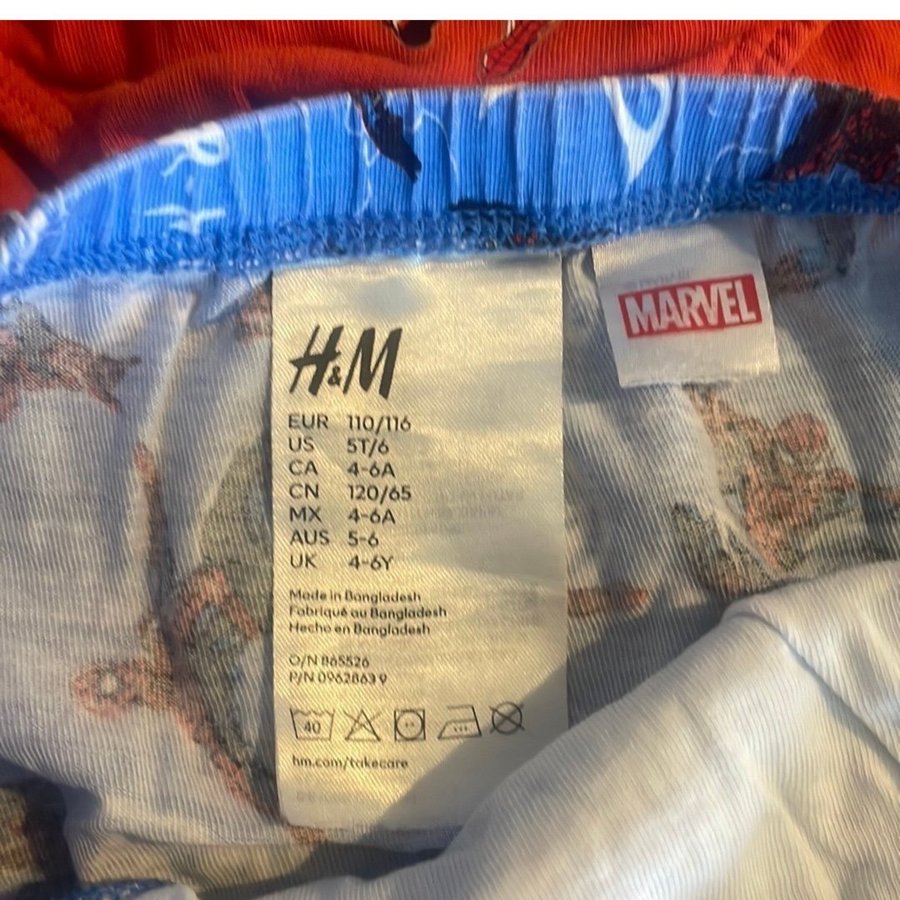 H&M
EUR 110/116
US 5T/6
CA 4-6A
CN 120/65
MX 4-6A
AUS 5-6
UK 4-6Y
Made in Bangladesh
Fabriqué au Bangladesh
Hecho en Bangladesh
O/N 865526
P/N 0962863 9
40
hm.com/takecare
MARVEL